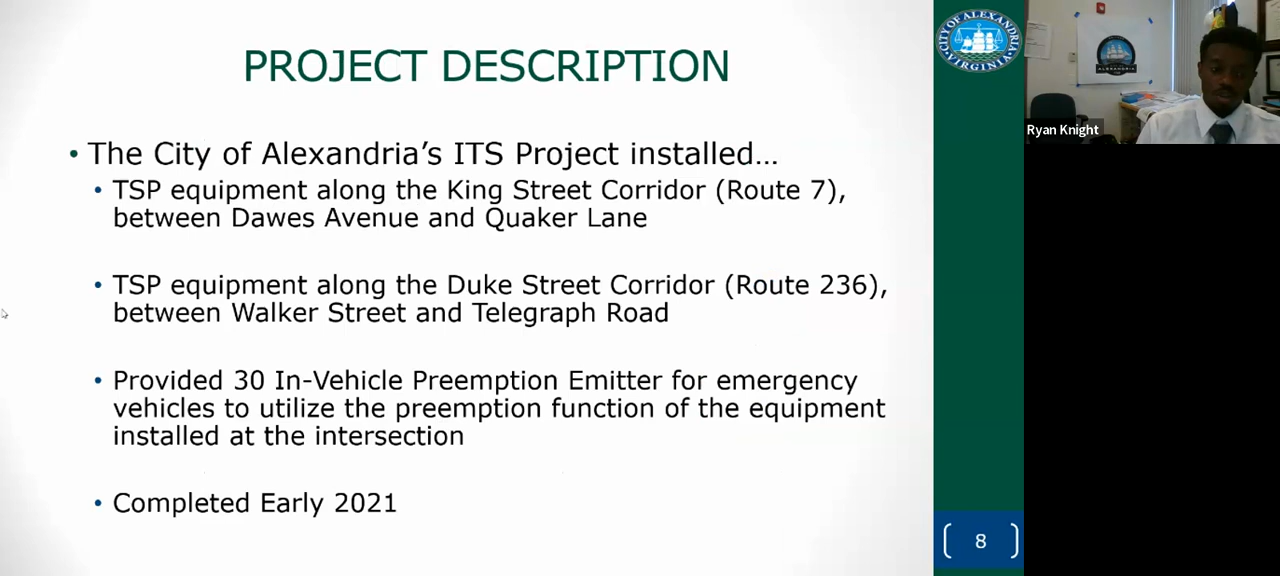 PROJECT DESCRIPTION
• The City of Alexandria's ITS Project installed...
• TSP equipment along the King Street Corridor (Route 7),
between Dawes Avenue and Quaker Lane
• TSP equipment along the Duke Street Corridor (Route 236),
between Walker Street and Telegraph Road
• Provided 30 In-Vehicle Preemption Emitter for emergency
vehicles to utilize the preemption function of the equipment
installed at the intersection
• Completed Early 2021
CITY OF ALEXANDRIA
VIRGINIA
8
ALEXANDRIA
Ryan Knight